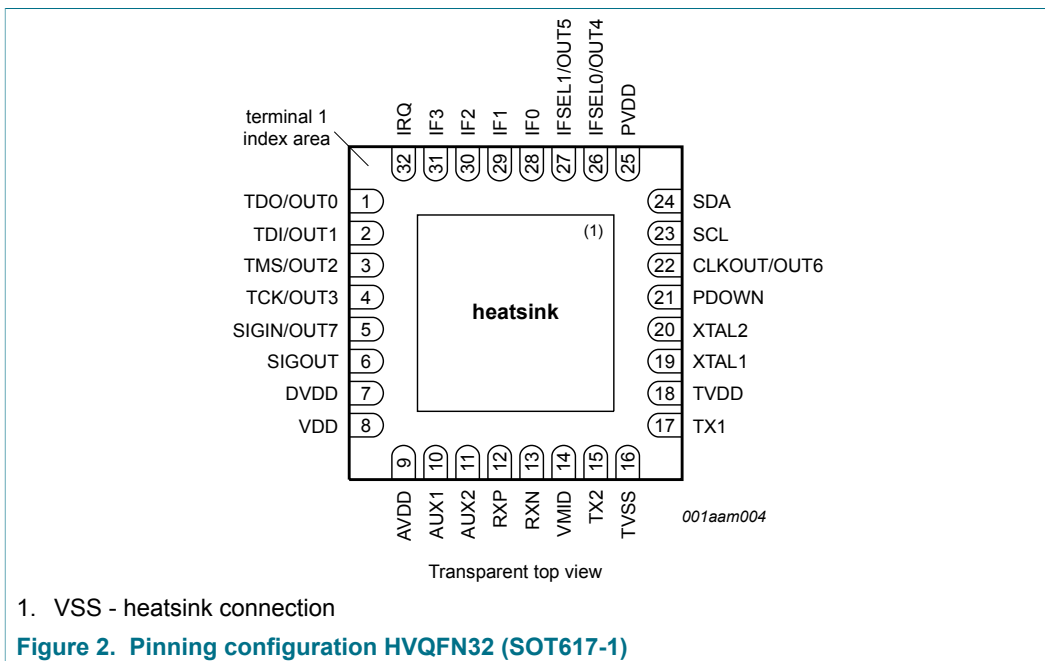 IRQ
IF3
IF2
IF1
IF0
IFSEL1/OUT5
IFSEL0/OUT4
PVDD
terminal 1
index area
32 31 30 29 28 27 26 25
TDO/OUT0 1
TDI/OUT1 2
TMS/OUT2 3
TCK/OUT3 4
SIGIN/OUT7 5
SIGOUT 6
DVDD 7
VDD 8
(1)
heatsink
24 SDA
23 SCL
22 CLKOUT/OUT6
21 PDOWN
20 XTAL2
19 XTAL1
18 TVDD
17 TX1
9 10 11 12 13 14 15 16
AVDD
AUX1
AUX2
RXP
RXN
VMID
TX2
TVSS
001aam004
Transparent top view
1. VSS - heatsink connection
Figure 2. Pinning configuration HVQFN32 (SOT617-1)